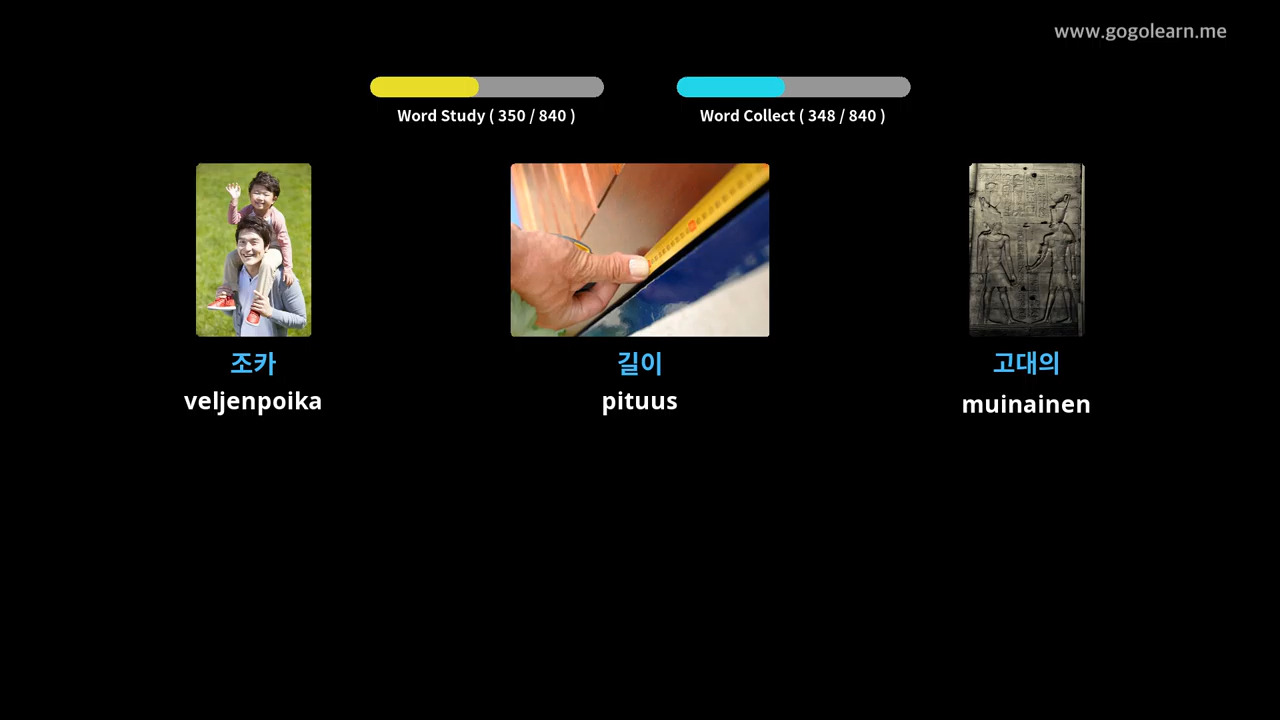 www.gogolearn.me
Word Study ( 350 / 840 )
Word Collect ( 348 / 840 )
조카
veljenpoika
길이
pituus
고대의
muinainen